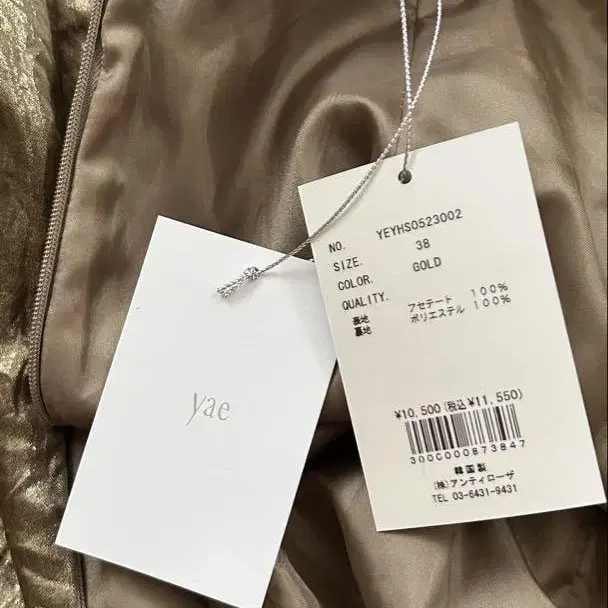 yae
NO. YEYHS0523002
SIZE. 38
COLOR. GOLD
QUALITY.
表地 アセテート 100%
裏地 ポリエステル 100%
¥10,500(税込¥11,550)
300C000873847
韓国製
(株)アンティローザ
TEL 03-6431-9431